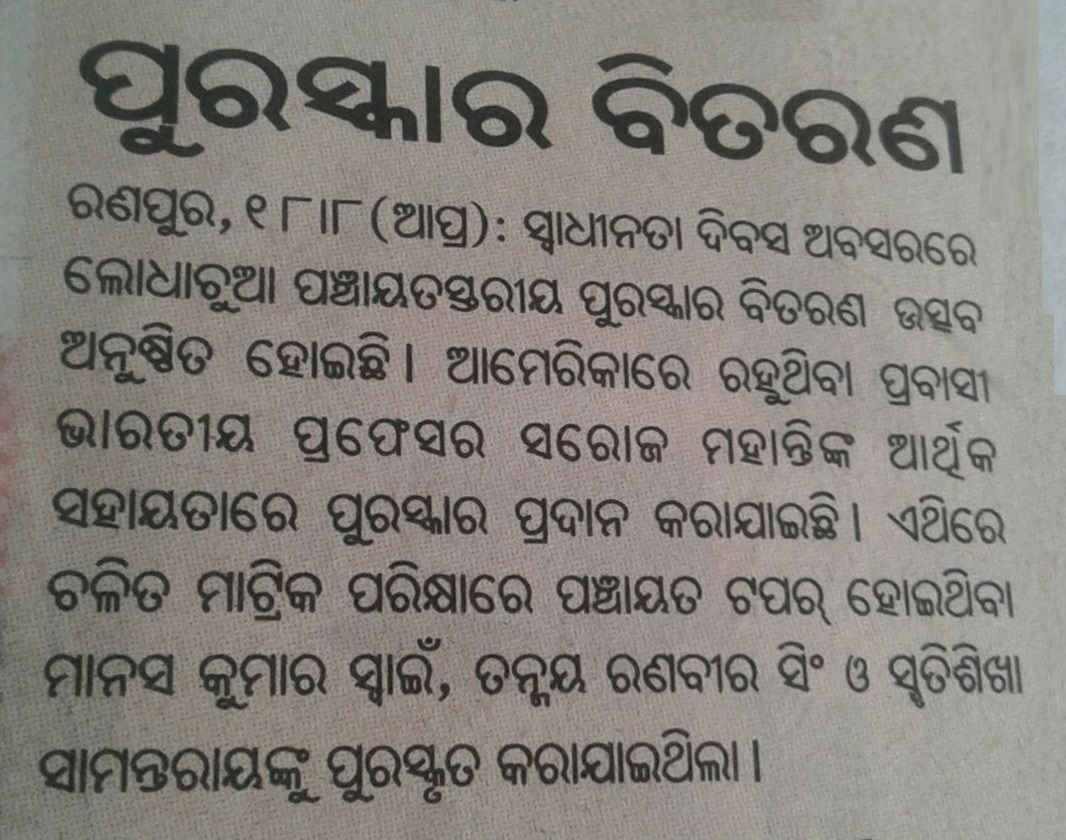 ପୁରସ୍କାର ବିତରଣ
ରଣପୁର, ୧୮।୮(ଆପ୍ର): ସ୍ୱାଧୀନତା ଦିବସ ଅବସରରେ
ଲୋଧାଚୁଆ ପଞ୍ଚାୟତସ୍ତରୀୟ ପୁରସ୍କାର ବିତରଣ ଉତ୍ସବ
ଅନୁଷ୍ଠିତ ହୋଇଛି। ଆମେରିକାରେ ରହୁଥିବା ପ୍ରବାସୀ
ଭାରତୀୟ ପ୍ରଫେସର ସରୋଜ ମହାନ୍ତିଙ୍କ ଆର୍ଥିକ
ସହାୟତାରେ ପୁରସ୍କାର ପ୍ରଦାନ କରାଯାଇଛି। ଏଥିରେ
ଚଳିତ ମାଟ୍ରିକ ପରିକ୍ଷାରେ ପଞ୍ଚାୟତ ଟପର୍ ହୋଇଥିବା
ମାନସ କୁମାର ସ୍ୱାଇଁ, ତନ୍ମୟ ରଣବୀର ସିଂ ଓ ସ୍ମୃତିଶିଖା
ସାମନ୍ତରାୟଙ୍କୁ ପୁରସ୍କୃତ କରାଯାଇଥିଲା।